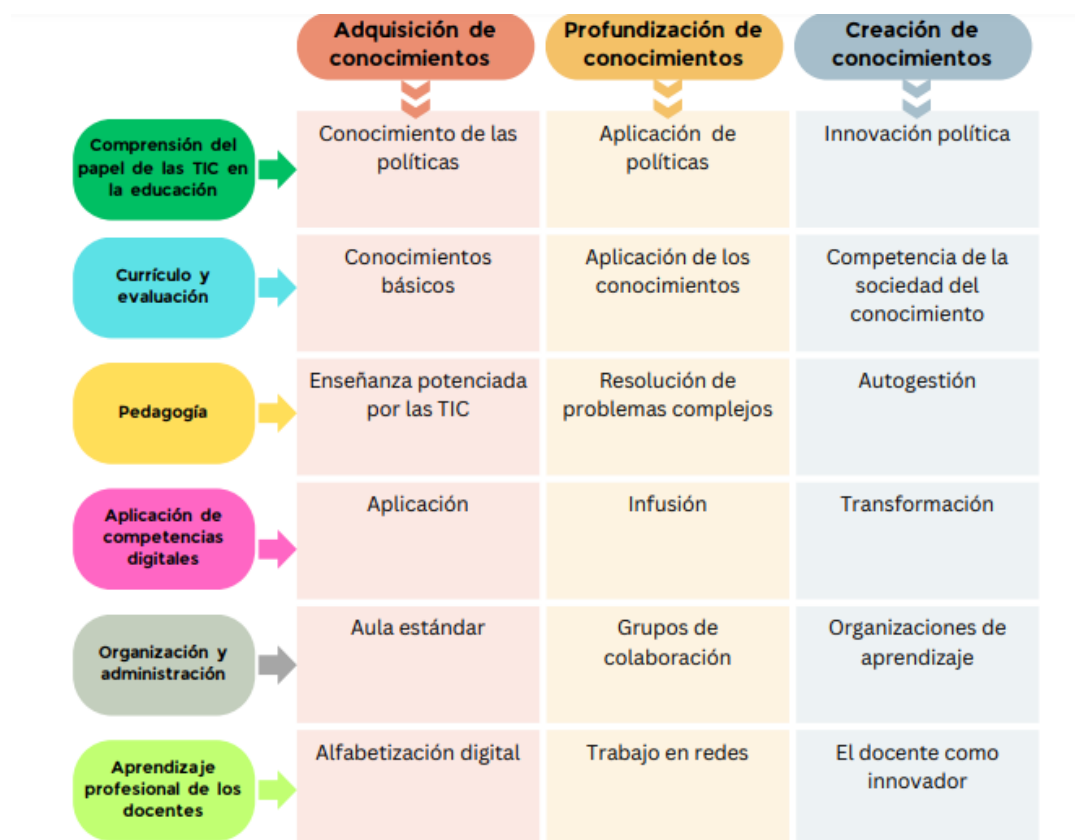 Adquisición de
conocimientos
Profundización de
conocimientos
Creación de
conocimientos
Comprensión del
papel de las TIC en
la educación
Conocimiento de las
políticas
Aplicación de
políticas
Innovación política
Currículo y
evaluación
Conocimientos
básicos
Aplicación de los
conocimientos
Competencia de la
sociedad del
conocimiento
Pedagogía
Enseñanza potenciada
por las TIC
Resolución de
problemas complejos
Autogestión
Aplicación de
competencias
digitales
Aplicación
Infusión
Transformación
Organización y
administración
Aula estándar
Grupos de
colaboración
Organizaciones de
aprendizaje
Aprendizaje
profesional de los
docentes
Alfabetización digital
Trabajo en redes
El docente como
innovador